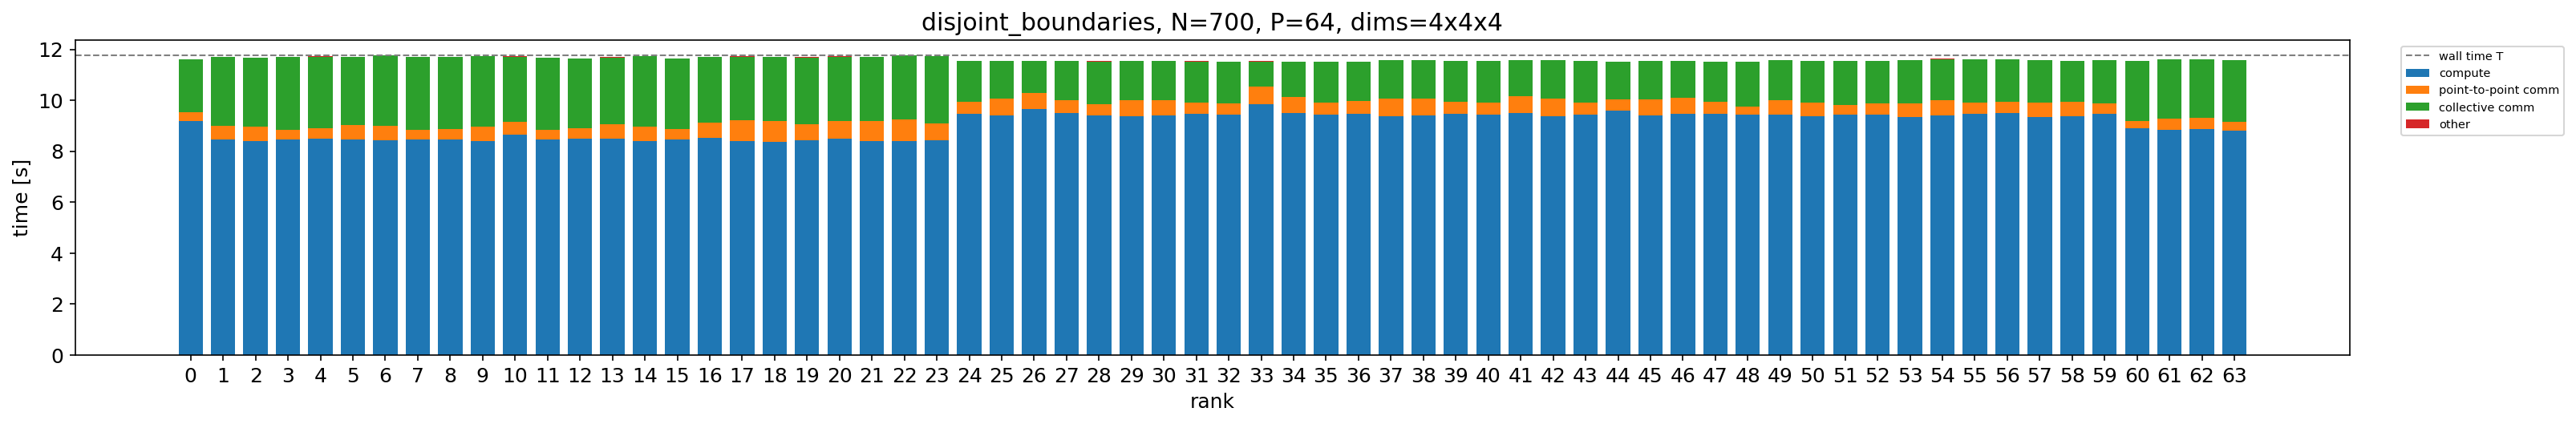 disjoint_boundaries, N=700, P=64, dims=4x4x4
12
10
8
6
4
2
0
time [s]
0 1 2 3 4 5 6 7 8 9 10 11 12 13 14 15 16 17 18 19 20 21 22 23 24 25 26 27 28 29 30 31 32 33 34 35 36 37 38 39 40 41 42 43 44 45 46 47 48 49 50 51 52 53 54 55 56 57 58 59 60 61 62 63
rank
wall time T
compute
point-to-point comm
collective comm
other